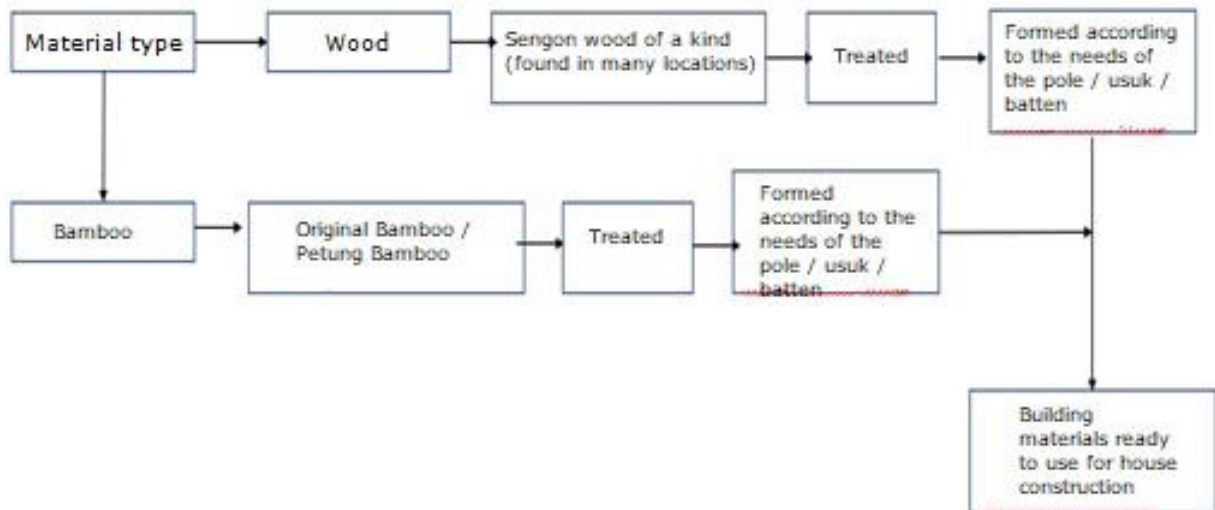 Material type
Wood
Sengon wood of a kind
(found in many locations)
Treated
Formed according
to the needs of
the pole / usuk /
batten
Bamboo
Original Bamboo /
Petung Bamboo
Treated
Formed
according to the
needs of the
pole / usuk /
batten
Building
materials ready
to use for house
construction